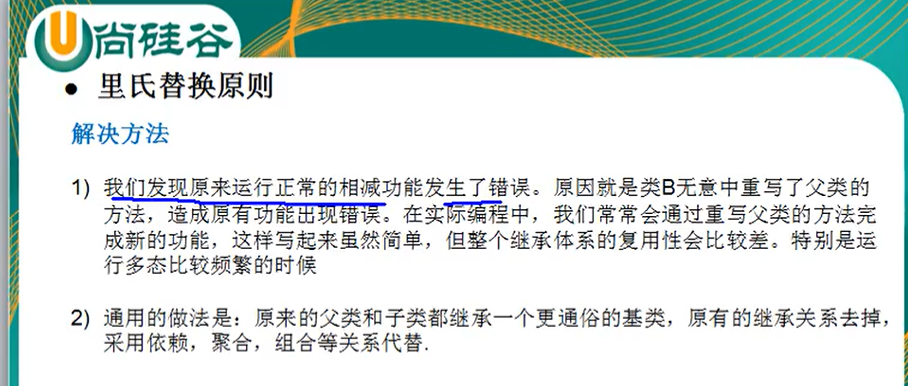 尚硅谷
● 里氏替换原则
解决方法
1) 我们发现原来运行正常的相减功能发生了错误。原因就是类B无意中重写了父类的
方法，造成原有功能出现错误。在实际编程中，我们常常会通过重写父类的方法完
成新的功能，这样写起来虽然简单，但整个继承体系的复用性会比较差。特别是运
行多态比较频繁的时候
2) 通用的做法是：原来的父类和子类都继承一个更通俗的基类，原有的继承关系去掉，
采用依赖，聚合，组合等关系代替.